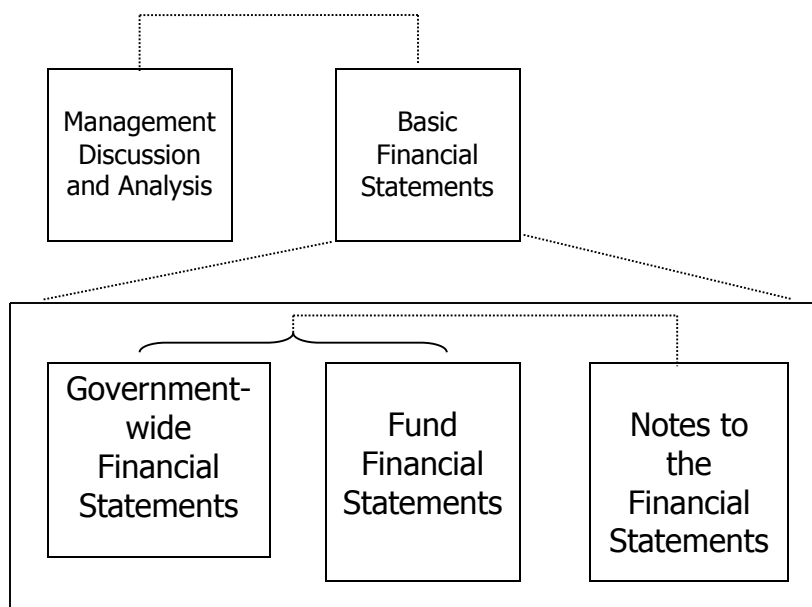 Management
Discussion
and Analysis
Basic
Financial
Statements
Government-
wide
Financial
Statements
Fund
Financial
Statements
Notes to
the
Financial
Statements